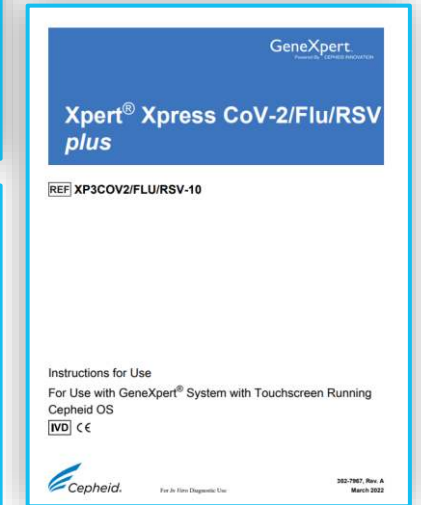 GeneXpert.
Powered By CEPHEID INNOVATION
Xpert® Xpress CoV-2/Flu/RSV
plus
REF XP3COV2/FLU/RSV-10
Instructions for Use
For Use with GeneXpert® System with Touchscreen Running
Cepheid OS
IVD CE
Cepheid.
For In Vitro Diagnostic Use
302-7967, Rev. A
March 2022